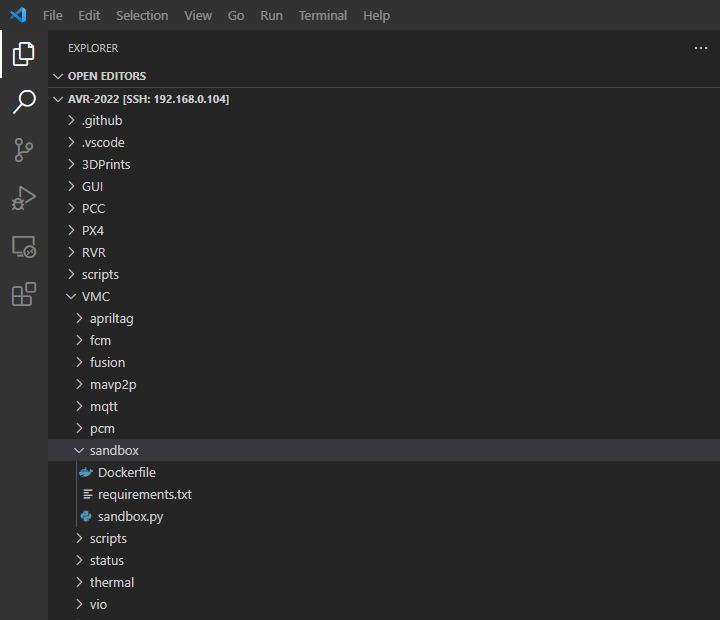 File Edit Selection View Go Run Terminal Help
EXPLORER
OPEN EDITORS
AVR-2022 [SSH: 192.168.0.104]
.github
.vscode
3DPrints
GUI
PCC
PX4
RVR
scripts
VMC
apriltag
fcm
fusion
mavp2p
mqtt
pcm
sandbox
Dockerfile
requirements.txt
sandbox.py
scripts
status
thermal
vio